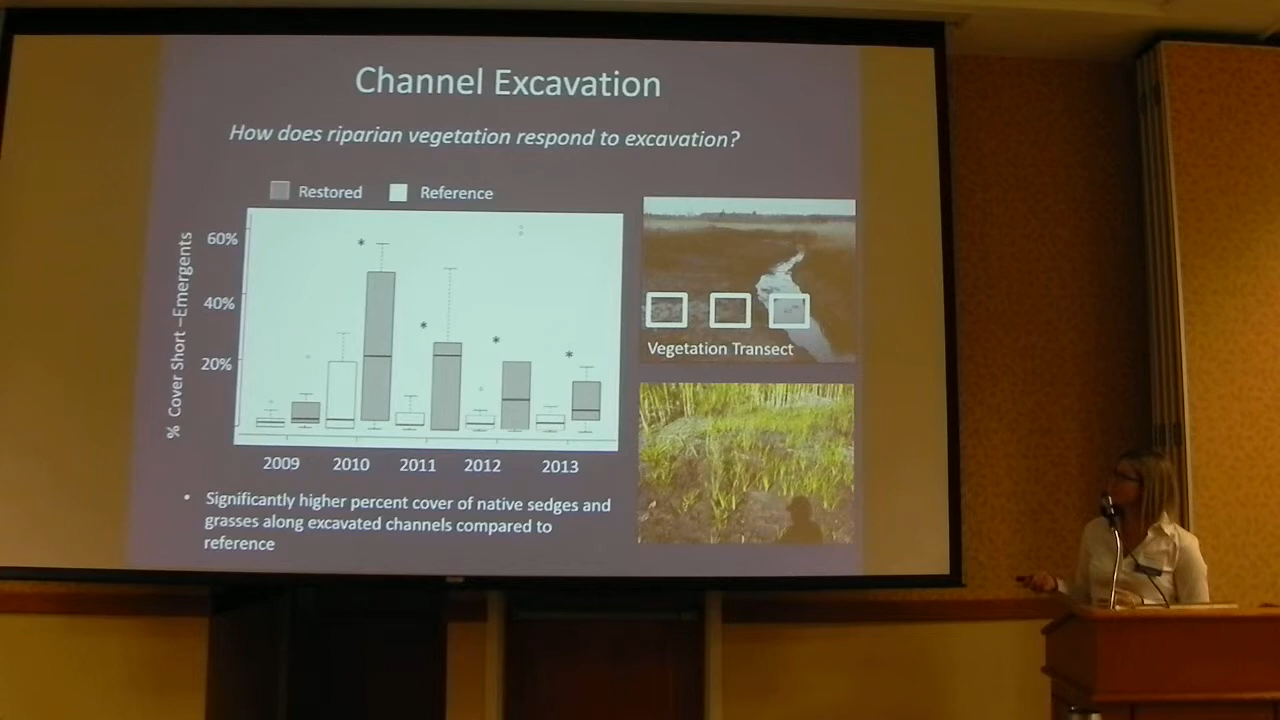 Channel Excavation
How does riparian vegetation respond to excavation?
Restored Reference
% Cover Short –Emergents
60%
40%
20%
* * * *
2009 2010 2011 2012 2013
Vegetation Transect
• Significantly higher percent cover of native sedges and
grasses along excavated channels compared to
reference